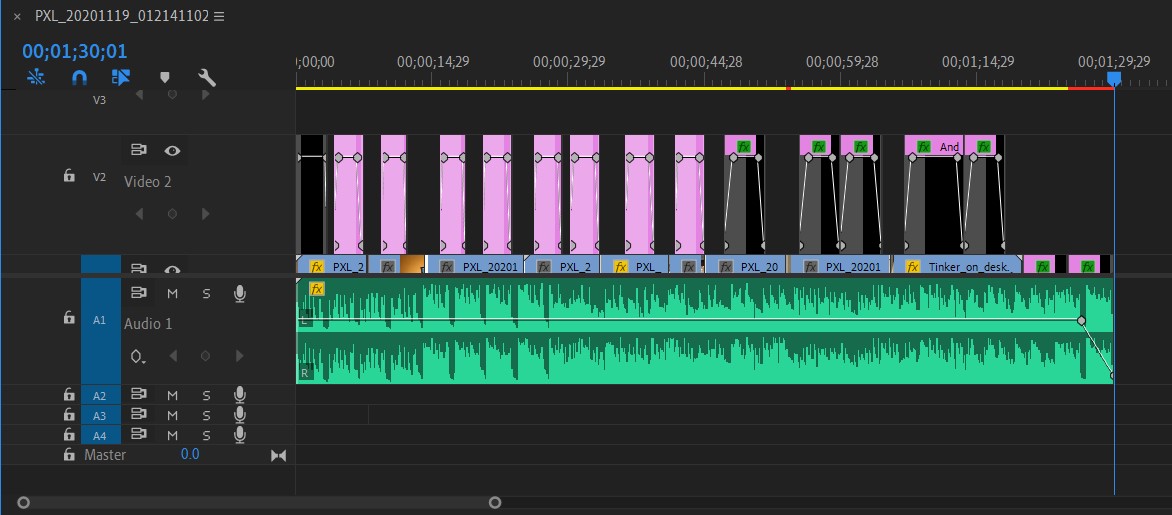 × PXL_20201119_012141102
00;01;30;01
;00;00 00;00;14;29 00;00;29;29 00;00;44;28 00;00;59;28 00;01;14;29 00;01;29;29
V3
fx fx fx fx And fx
V2 Video 2
fx PXL_2 fx fx PXL_20201 fx PXL_2 fx PXL_ fx fx PXL_20 fx PXL_20201 fx Tinker_on_desk. fx fx
M S fx
A1 Audio 1 L
R
A2 M S
A3 M S
A4 M S
Master 0.0